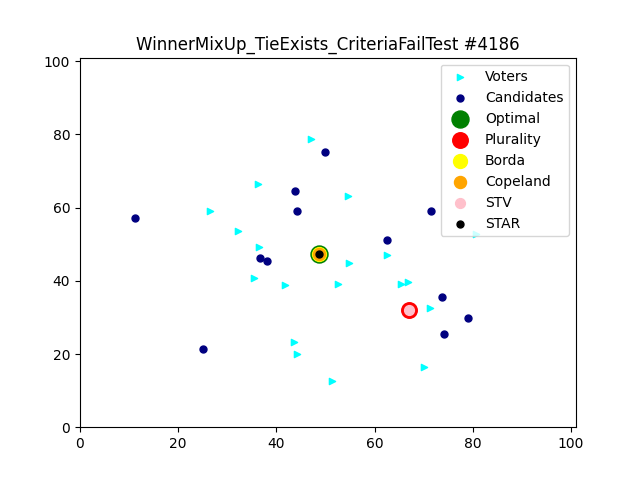 WinnerMixUp_TieExists_CriteriaFailTest #4186
100
80
60
40
20
0
0 20 40 60 80 100
Voters
Candidates
Optimal
Plurality
Borda
Copeland
STV
STAR